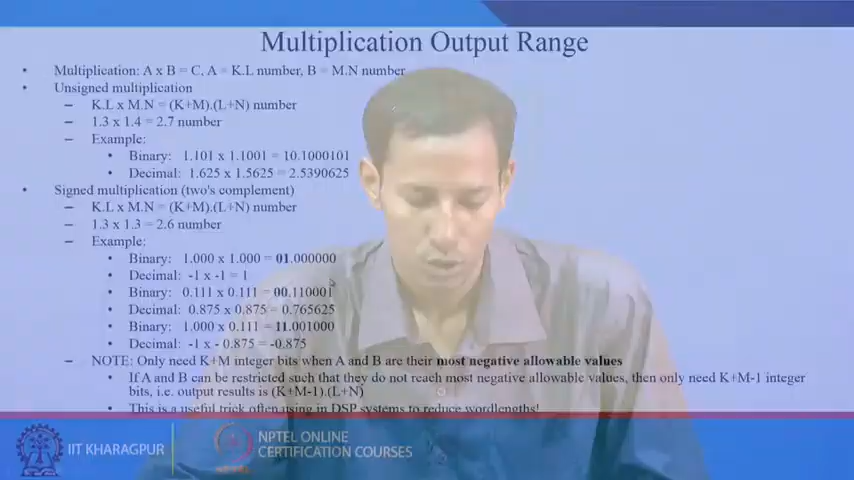 Multiplication Output Range
• Multiplication: A x B = C, A = K.L number, B = M.N number
• Unsigned multiplication
– K.L x M.N = (K+M).(L+N) number
– 1.3 x 1.4 = 2.7 number
– Example:
• Binary: 1.101 x 1.1001 = 10.1000101
• Decimal: 1.625 x 1.5625 = 2.5390625
• Signed multiplication (two's complement)
– K.L x M.N = (K+M).(L+N) number
– 1.3 x 1.3 = 2.6 number
– Example:
• Binary: 1.000 x 1.000 = 01.000000
• Decimal: -1 x -1 = 1
• Binary: 0.111 x 0.111 = 00.110001
• Decimal: 0.875 x 0.875 = 0.765625
• Binary: 1.000 x 0.111 = 11.001000
• Decimal: -1 x - 0.875 = -0.875
– NOTE: Only need K+M integer bits when A and B are their most negative allowable values
• If A and B can be restricted such that they do not reach most negative allowable values, then only need K+M-1 integer
bits, i.e. output results is (K+M-1).(L+N)
• This is a useful trick often using in DSP systems to reduce wordlengths!
IIT KHARAGPUR
NPTEL ONLINE
CERTIFICATION COURSES